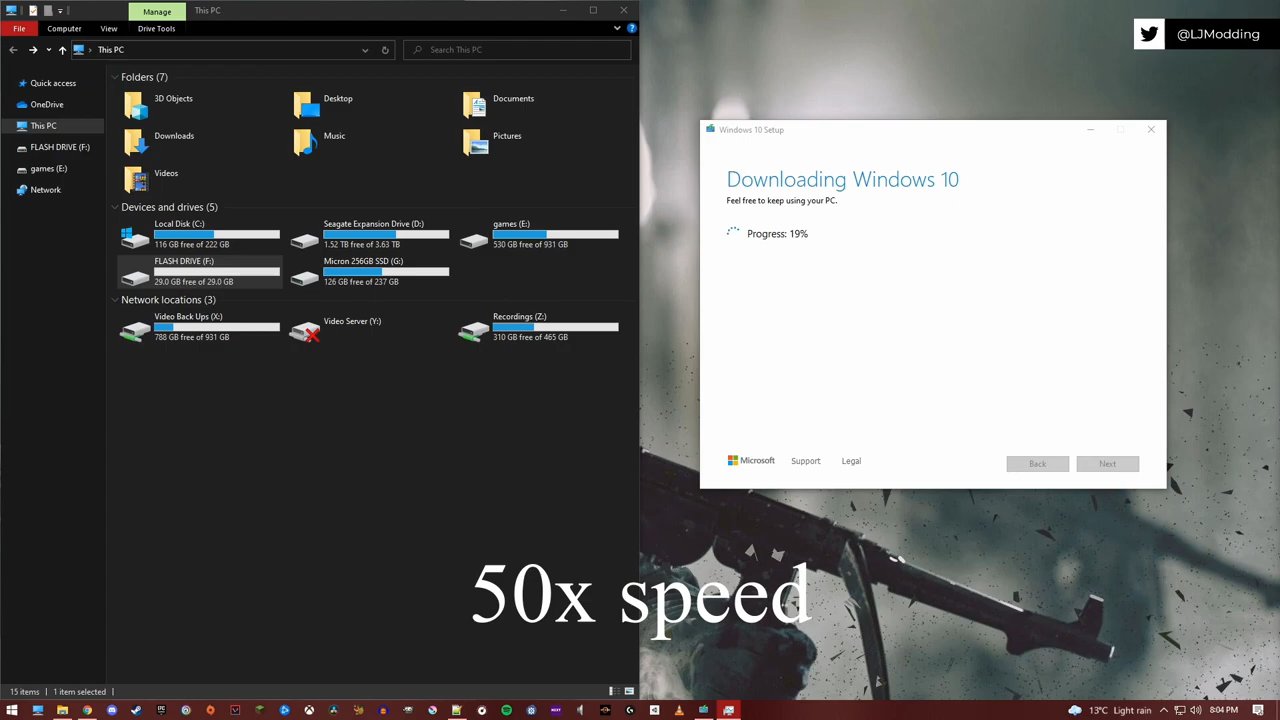 Manage
This PC
File
Computer
View
Drive Tools
This PC
Search This PC
Quick access
OneDrive
This PC
FLASH DRIVE (F:)
games (E:)
Network
Folders (7)
3D Objects
Desktop
Documents
Downloads
Music
Pictures
Videos
Devices and drives (5)
Local Disk (C:)
116 GB free of 222 GB
Seagate Expansion Drive (D:)
1.52 TB free of 3.63 TB
games (E:)
530 GB free of 931 GB
FLASH DRIVE (F:)
29.0 GB free of 29.0 GB
Micron 256GB SSD (G:)
126 GB free of 237 GB
Network locations (3)
Video Back Ups (X:)
788 GB free of 931 GB
Video Server (Y:)
Recordings (Z:)
310 GB free of 465 GB
15 items
1 item selected
@LJModding
Windows 10 Setup
Downloading Windows 10
Feel free to keep using your PC.
Progress: 19%
Microsoft
Support
Legal
Back
Next
50x speed
13°C Light rain
8:04 PM